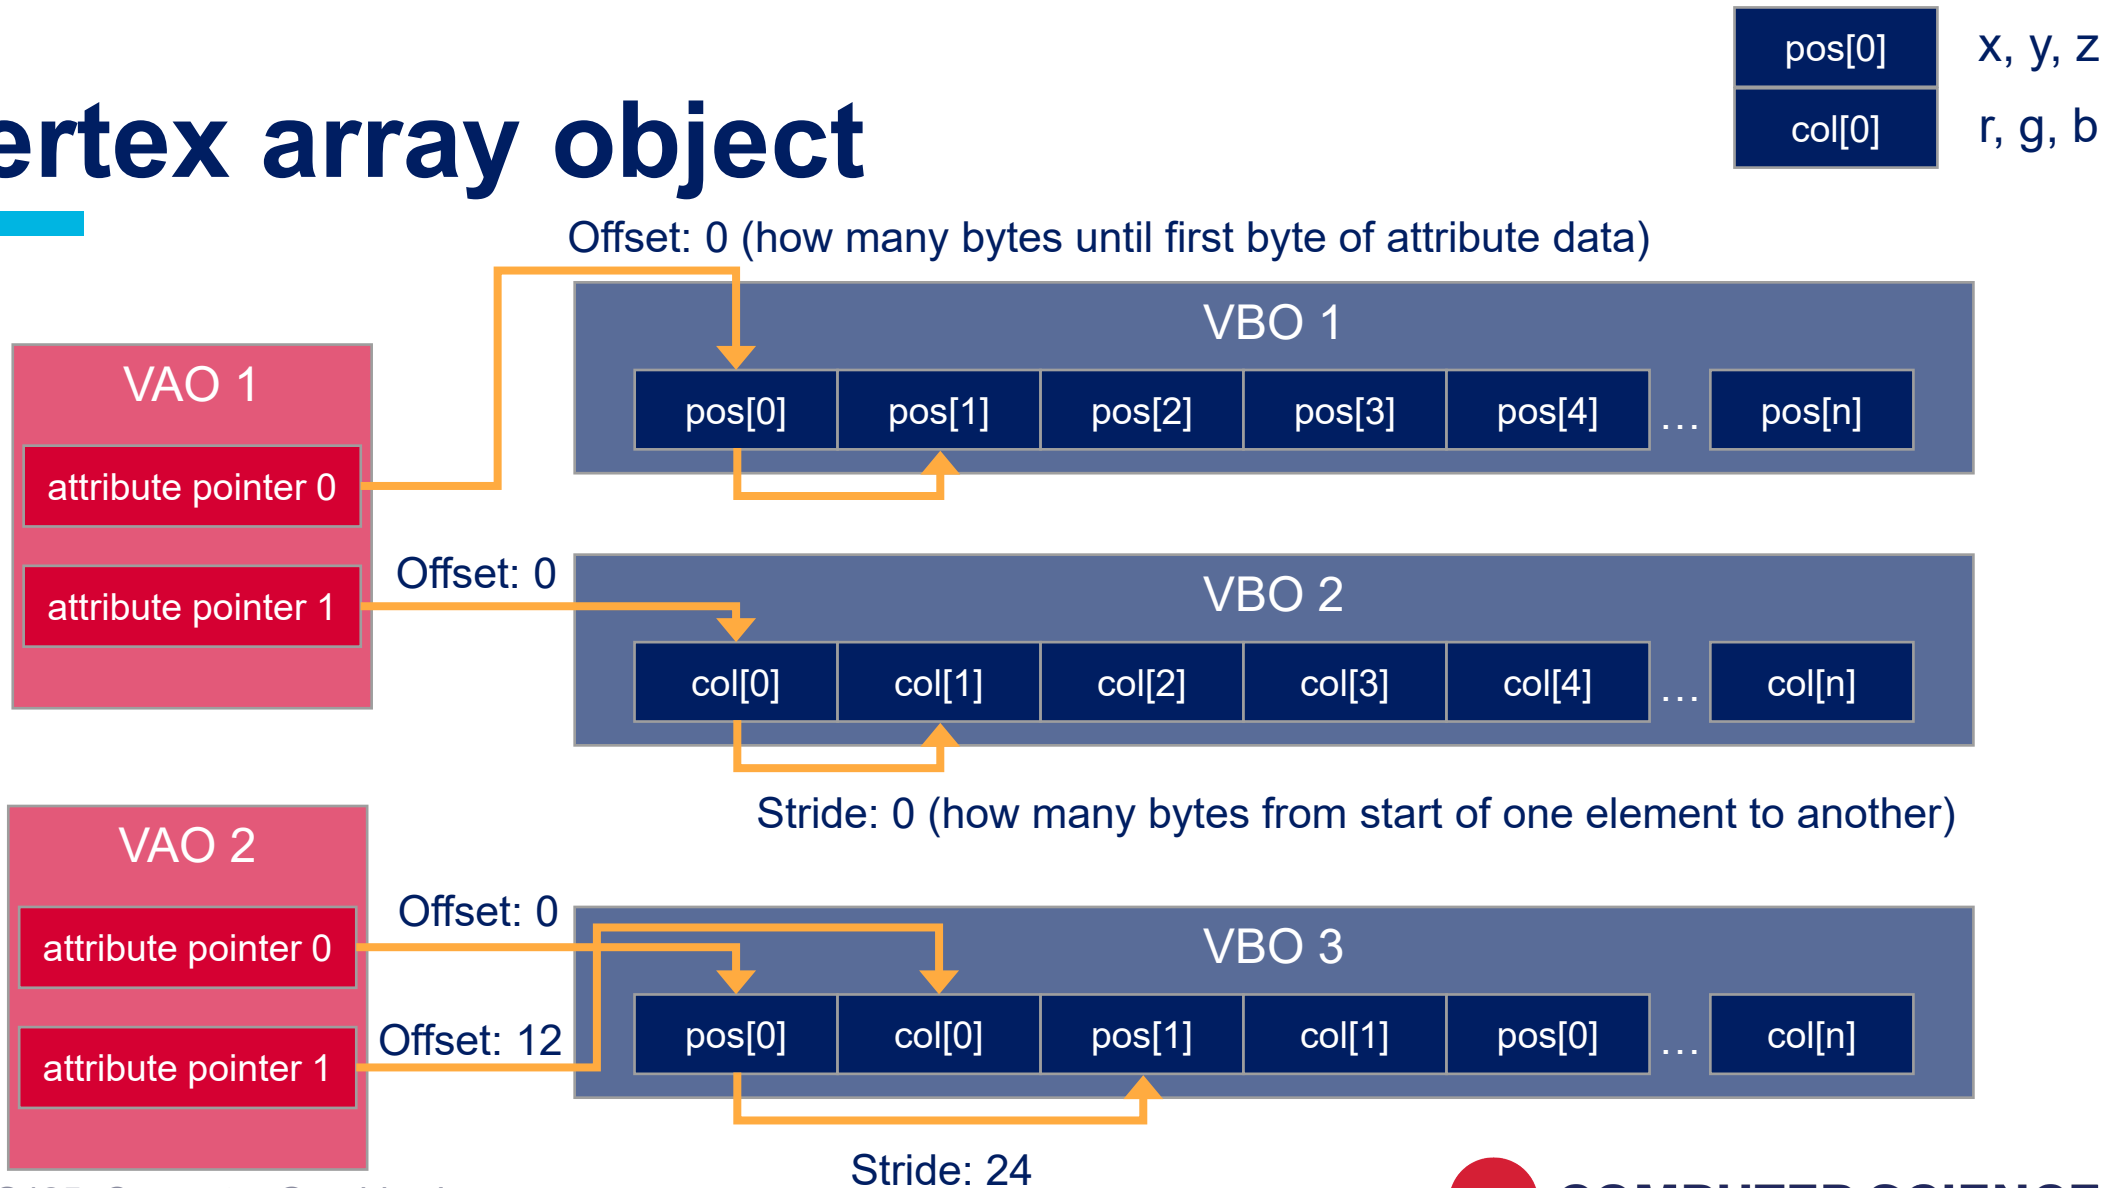 pos[0] x, y, z
col[0] r, g, b
ertex array object
Offset: 0 (how many bytes until first byte of attribute data)
VAO 1
attribute pointer 0
attribute pointer 1
VBO 1
pos[0] pos[1] pos[2] pos[3] pos[4] ... pos[n]
Offset: 0
VBO 2
col[0] col[1] col[2] col[3] col[4] ... col[n]
Stride: 0 (how many bytes from start of one element to another)
VAO 2
attribute pointer 0
attribute pointer 1
Offset: 0
Offset: 12
VBO 3
pos[0] col[0] pos[1] col[1] pos[0] ... col[n]
Stride: 24
COMPUTER SCIENCE